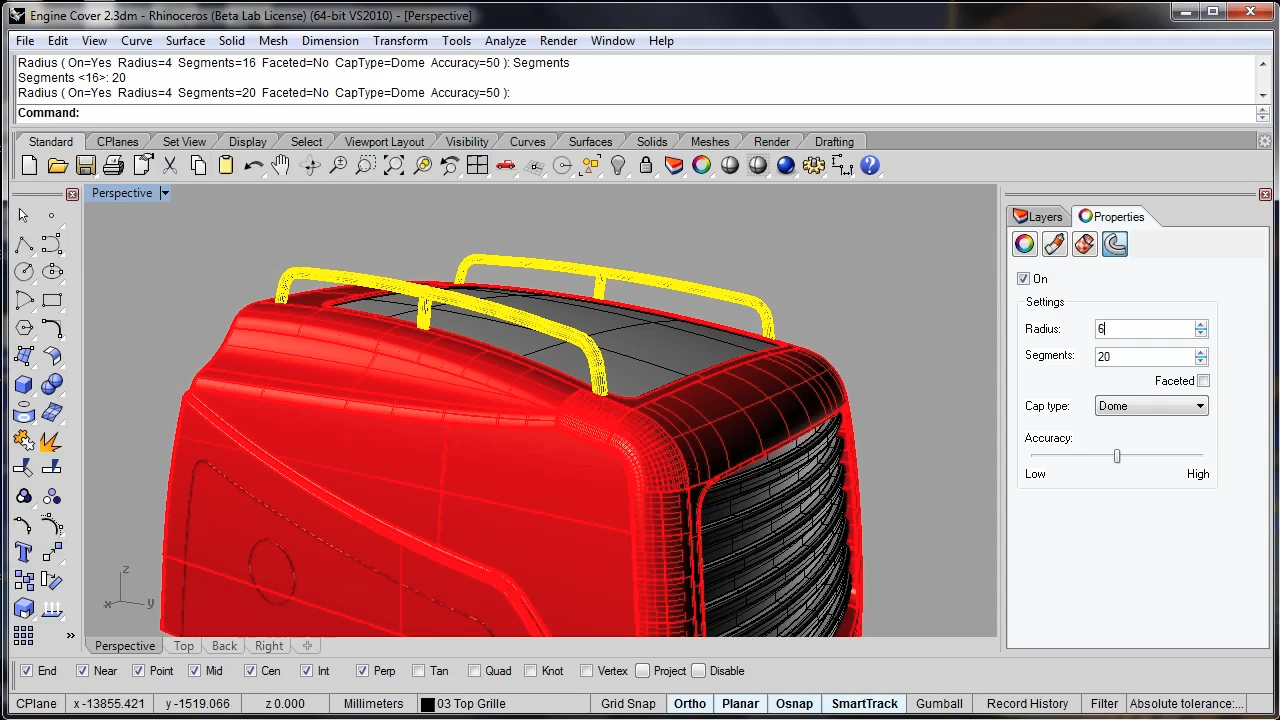 Engine Cover 2.3dm - Rhinoceros (Beta Lab License) (64-bit VS2010) - [Perspective]
File Edit View Curve Surface Solid Mesh Dimension Transform Tools Analyze Render Window Help
Radius ( On=Yes Radius=4 Segments=16 Faceted=No CapType=Dome Accuracy=50 ): Segments
Segments <16>: 20
Radius ( On=Yes Radius=4 Segments=20 Faceted=No CapType=Dome Accuracy=50 ):
Command:
Standard CPlanes Set View Display Select Viewport Layout Visibility Curves Surfaces Solids Meshes Render Drafting
Perspective
Layers Properties
On
Settings
Radius: 6
Segments: 20
Faceted
Cap type: Dome
Accuracy:
Low High
z
x y
Perspective Top Back Right
End Near Point Mid Cen Int Perp Tan Quad Knot Vertex Project Disable
CPlane x -13855.421 y -1519.066 z 0.000 Millimeters 03 Top Grille Grid Snap Ortho Planar Osnap SmartTrack Gumball Record History Filter Absolute tolerance:...